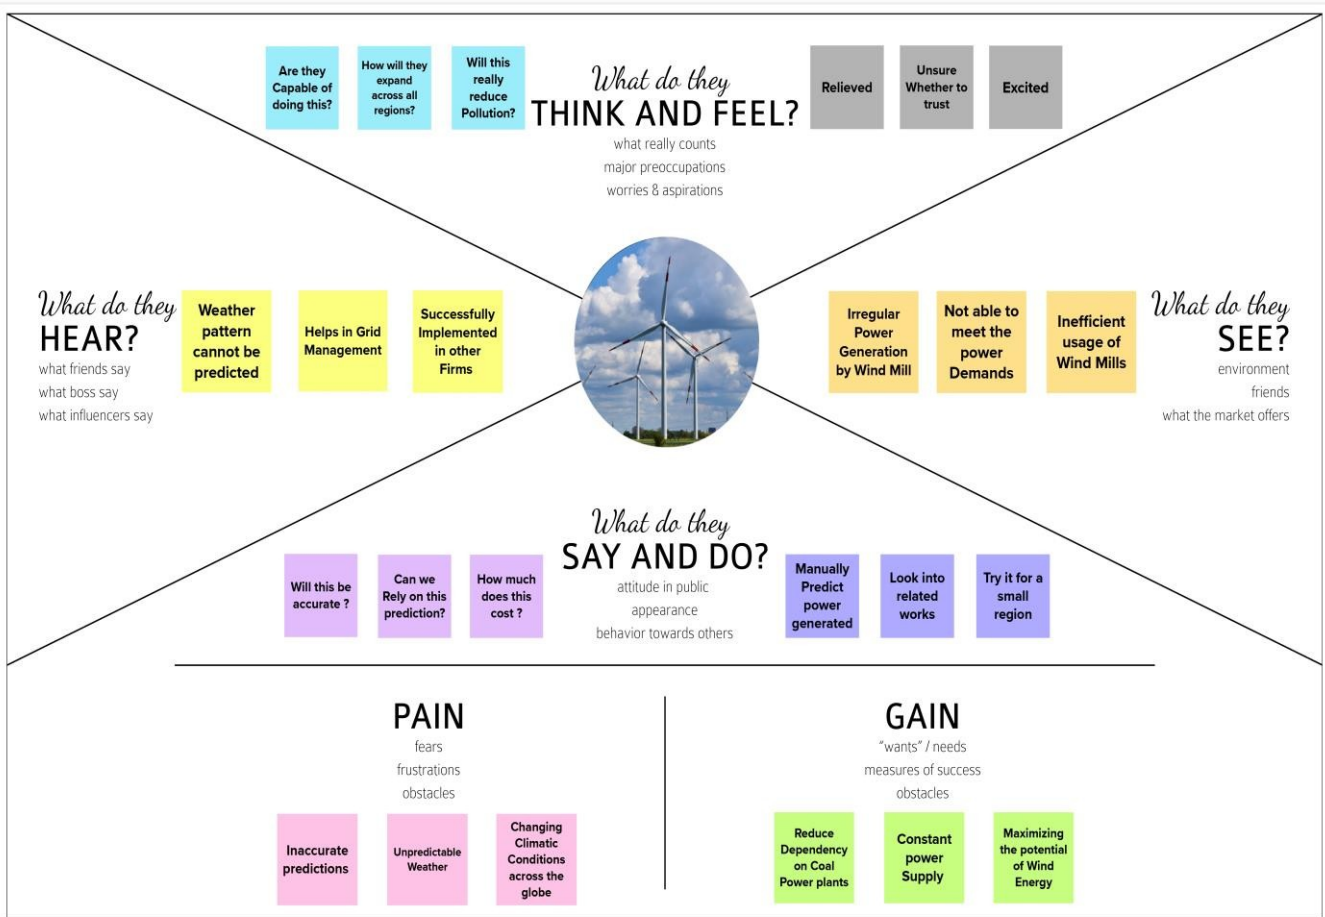 Are they
Capable of
doing this?
How will they
expand
across all
regions?
Will this
really
reduce
Pollution?
What do they
THINK AND FEEL?
what really counts
major preoccupations
worries & aspirations
Relieved
Unsure
Whether to
trust
Excited
What do they
HEAR?
what friends say
what boss say
what influencers say
Weather
pattern
cannot be
predicted
Helps in Grid
Management
Successfully
Implemented
in other
Firms
Irregular
Power
Generation
by Wind Mill
Not able to
meet the
power
Demands
Inefficient
usage of
Wind Mills
What do they
SEE?
environment
friends
what the market offers
Will this be
accurate ?
Can we
Rely on this
prediction?
How much
does this
cost ?
What do they
SAY AND DO?
attitude in public
appearance
behavior towards others
Manually
Predict
power
generated
Look into
related
works
Try it for a
small
region
PAIN
fears
frustrations
obstacles
Inaccurate
predictions
Unpredictable
Weather
Changing
Climatic
Conditions
across the
globe
GAIN
"wants" / needs
measures of success
obstacles
Reduce
Dependency
on Coal
Power plants
Constant
power
Supply
Maximizing
the potential
of Wind
Energy